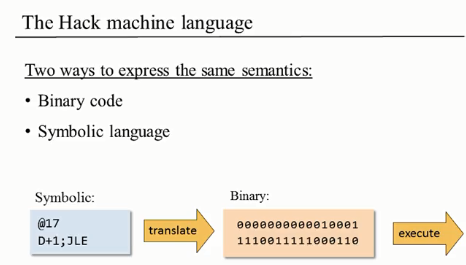 The Hack machine language
Two ways to express the same semantics:
• Binary code
• Symbolic language
Symbolic:
@17
D+1;JLE
translate
Binary:
0000000000010001
1110011111000110
execute